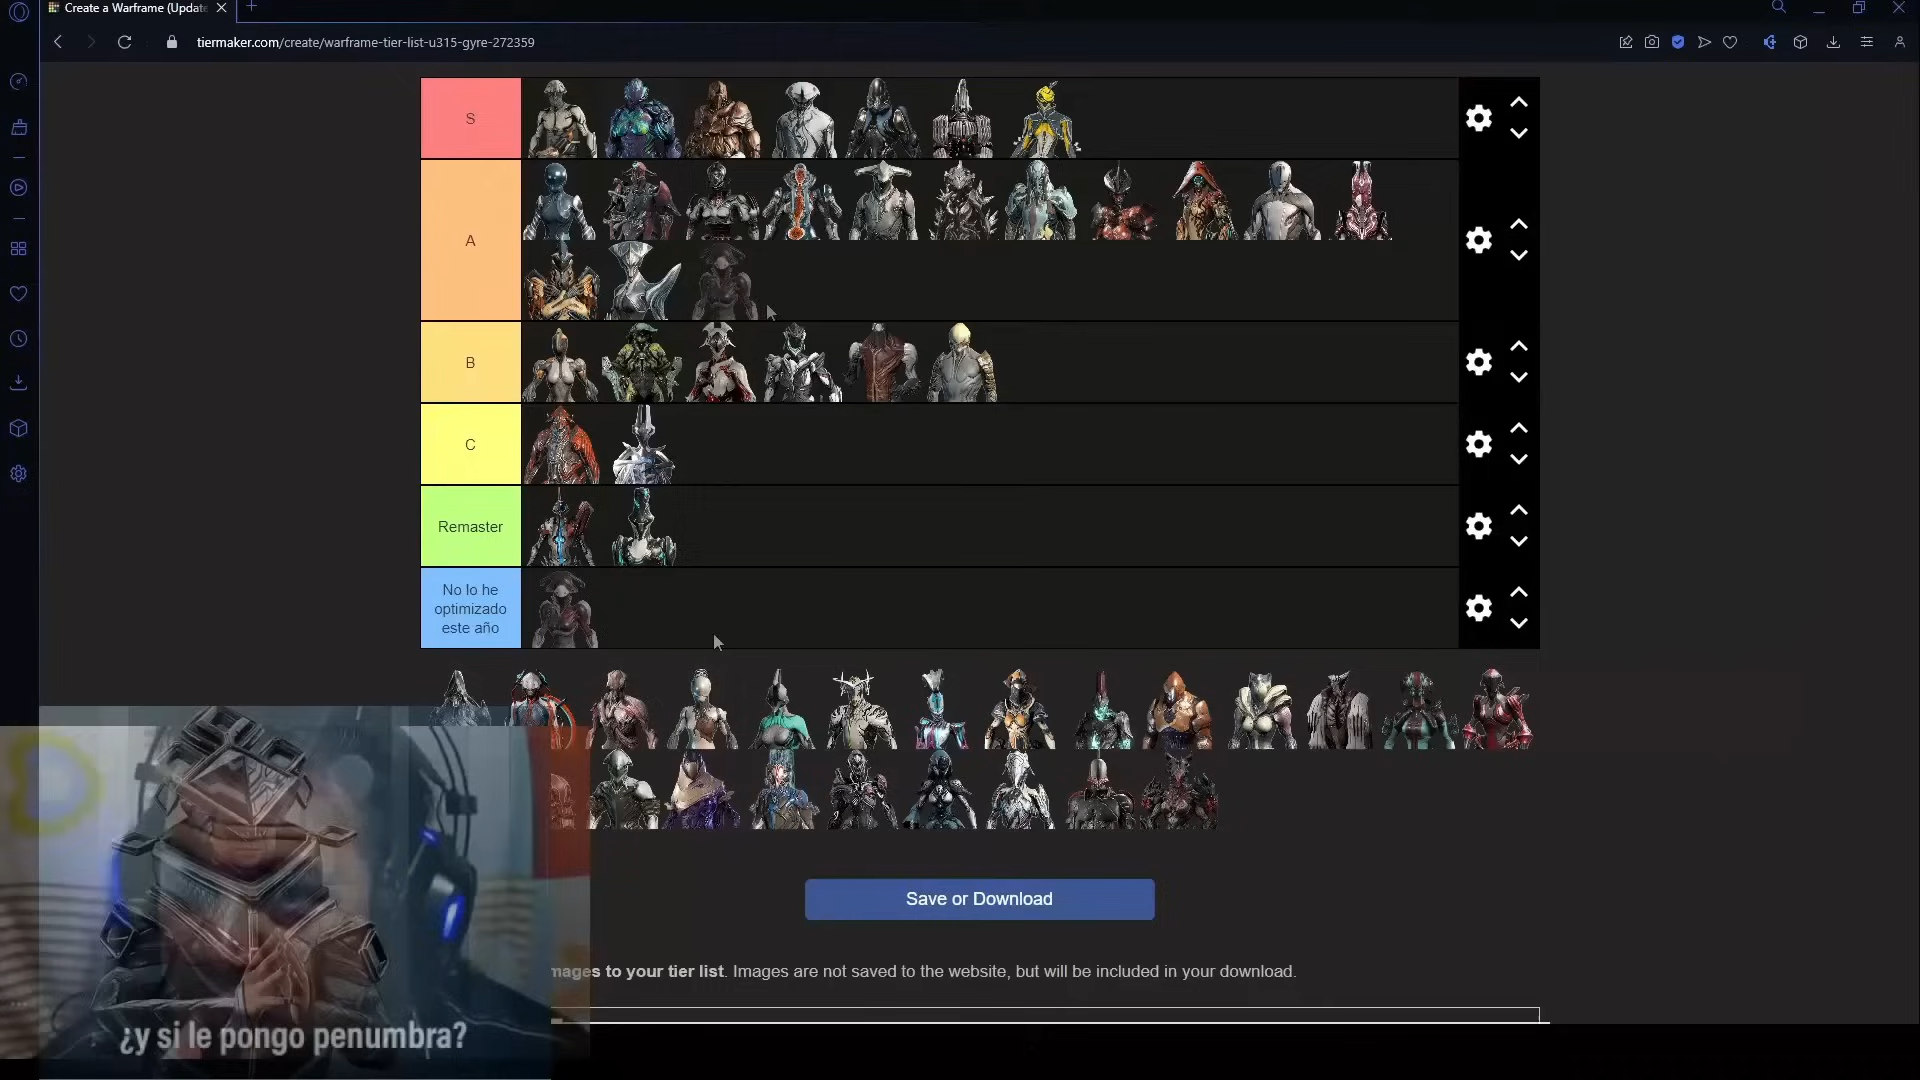 Create a Warframe (Update
tiermaker.com/create/warframe-tier-list-u315-gyre-272359
S
A
B
C
Remaster
No lo he
optimizado
este año
Save or Download
mages to your tier list. Images are not saved to the website, but will be included in your download.
¿y si le pongo penumbra?